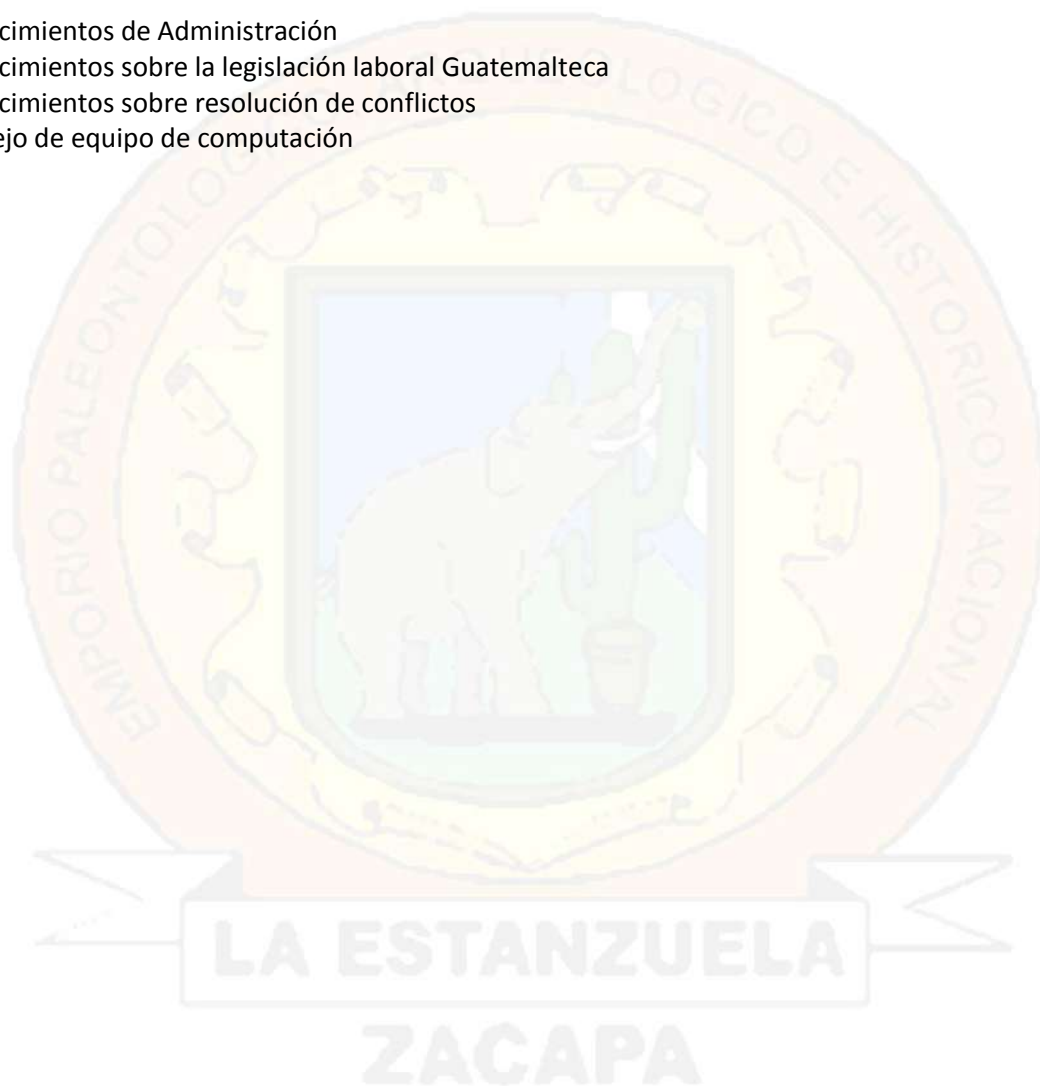 cimientos de Administración
cimientos sobre la legislación laboral Guatemalteca
cimientos sobre resolución de conflictos
ejo de equipo de computación
EMPORIO PALEONTOLOGICO, ARQUEOLOGICO E HISTORICO NACIONAL
LA ESTANZUELA
ZACAPA